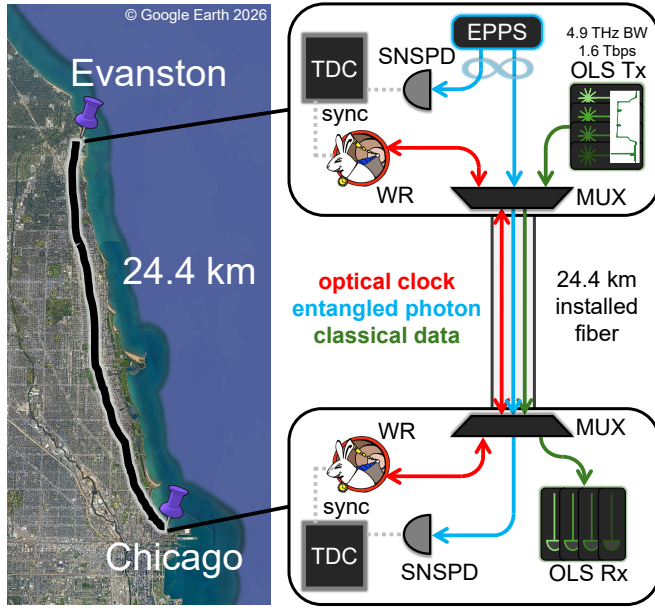 © Google Earth 2026
Evanston
24.4 km
Chicago
EPPS
SNSPD
TDC
sync
WR
4.9 THz BW
1.6 Tbps
OLS Tx
MUX
optical clock
entangled photon
classical data
24.4 km
installed
fiber
WR
MUX
sync
TDC
SNSPD
OLS Rx